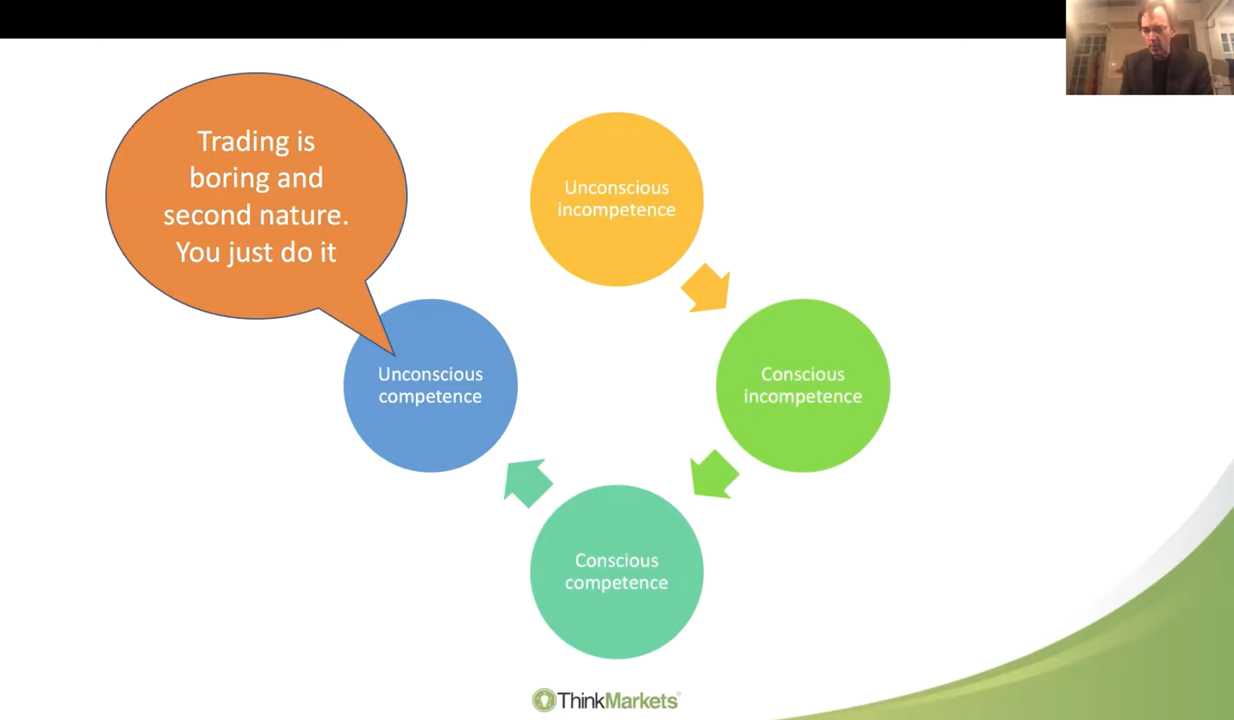 Trading is
boring and
second nature.
You just do it
Unconscious
incompetence
Unconscious
competence
Conscious
incompetence
Conscious
competence
ThinkMarkets